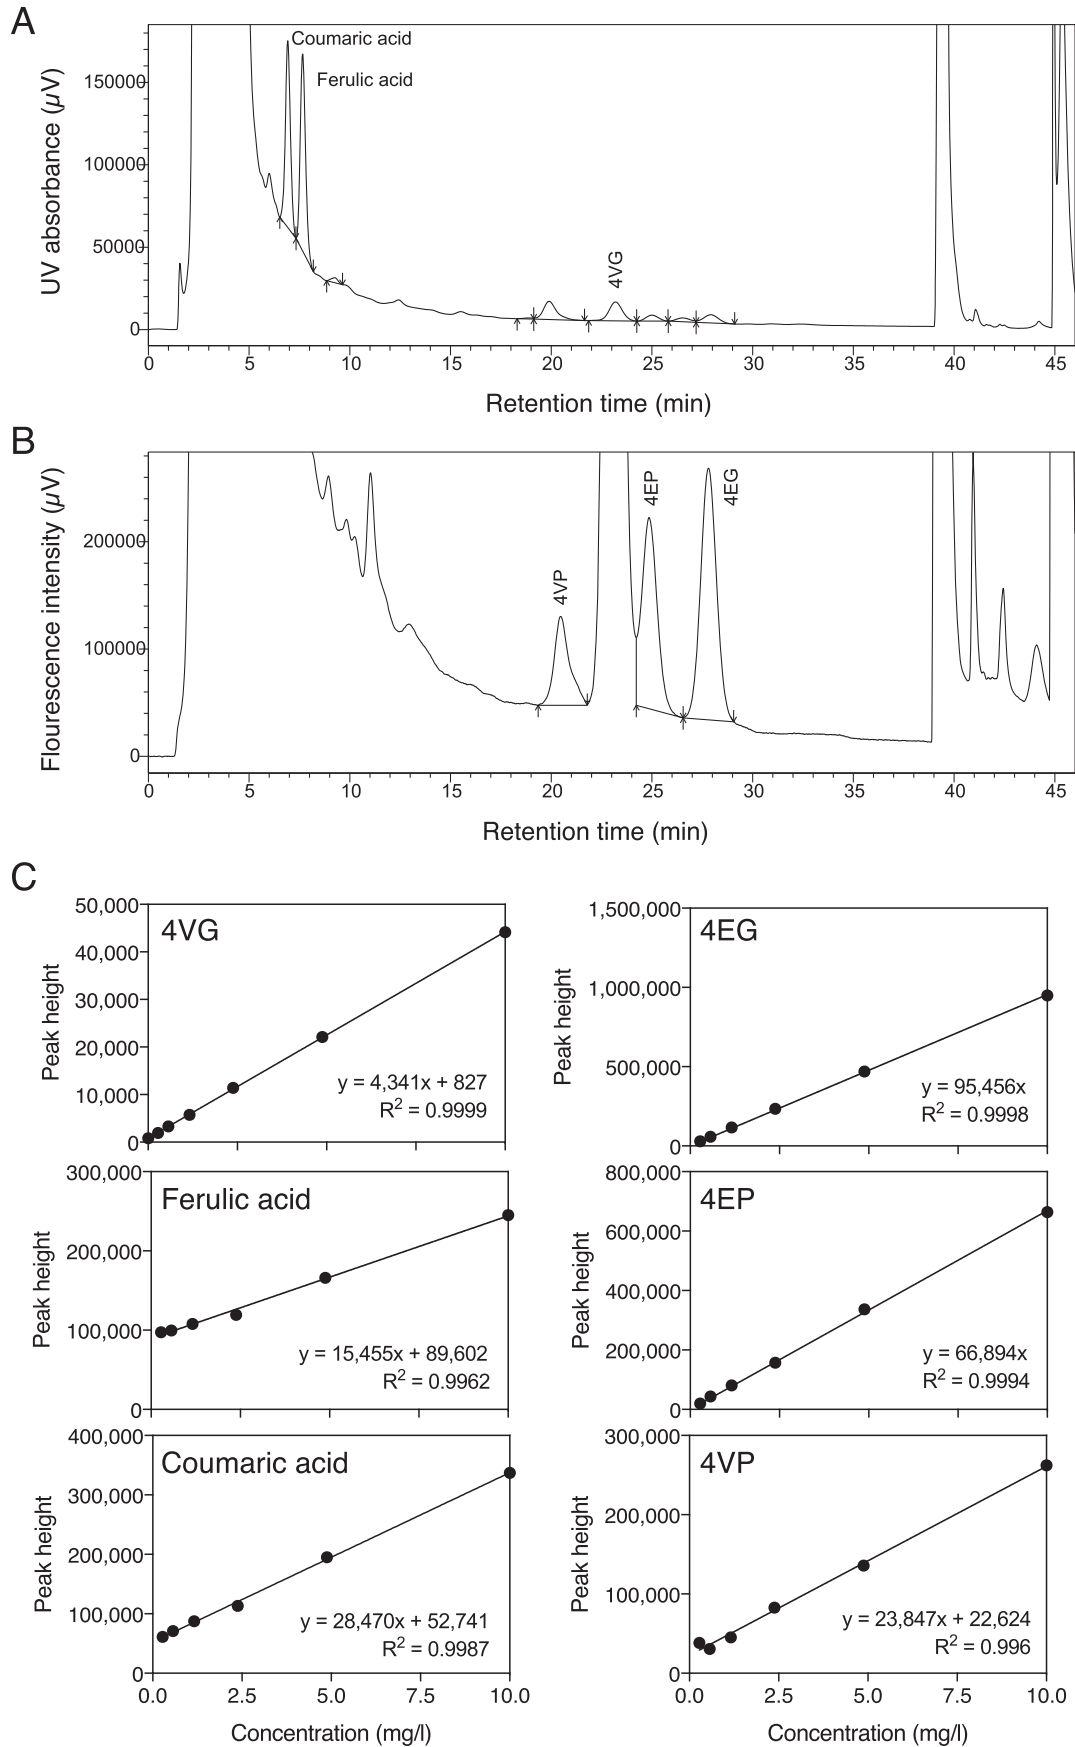 A
UV absorbance (µV)
150000
100000
50000
0
Coumaric acid
Ferulic acid
4VG
0 5 10 15 20 25 30 35 40 45
Retention time (min)
B
Flourescence intensity (µV)
200000
100000
0
4VP
4EP
4EG
0 5 10 15 20 25 30 35 40 45
Retention time (min)
C
4VG
Peak height
50,000
40,000
30,000
20,000
10,000
0
y = 4,341x + 827
R² = 0.9999
4EG
Peak height
1,500,000
1,000,000
500,000
0
y = 95,456x
R² = 0.9998
Ferulic acid
Peak height
300,000
200,000
100,000
0
y = 15,455x + 89,602
R² = 0.9962
4EP
Peak height
800,000
600,000
400,000
200,000
0
y = 66,894x
R² = 0.9994
Coumaric acid
Peak height
400,000
300,000
200,000
100,000
0
y = 28,470x + 52,741
R² = 0.9987
0.0 2.5 5.0 7.5 10.0
Concentration (mg/l)
4VP
Peak height
300,000
200,000
100,000
0
y = 23,847x + 22,624
R² = 0.996
0.0 2.5 5.0 7.5 10.0
Concentration (mg/l)